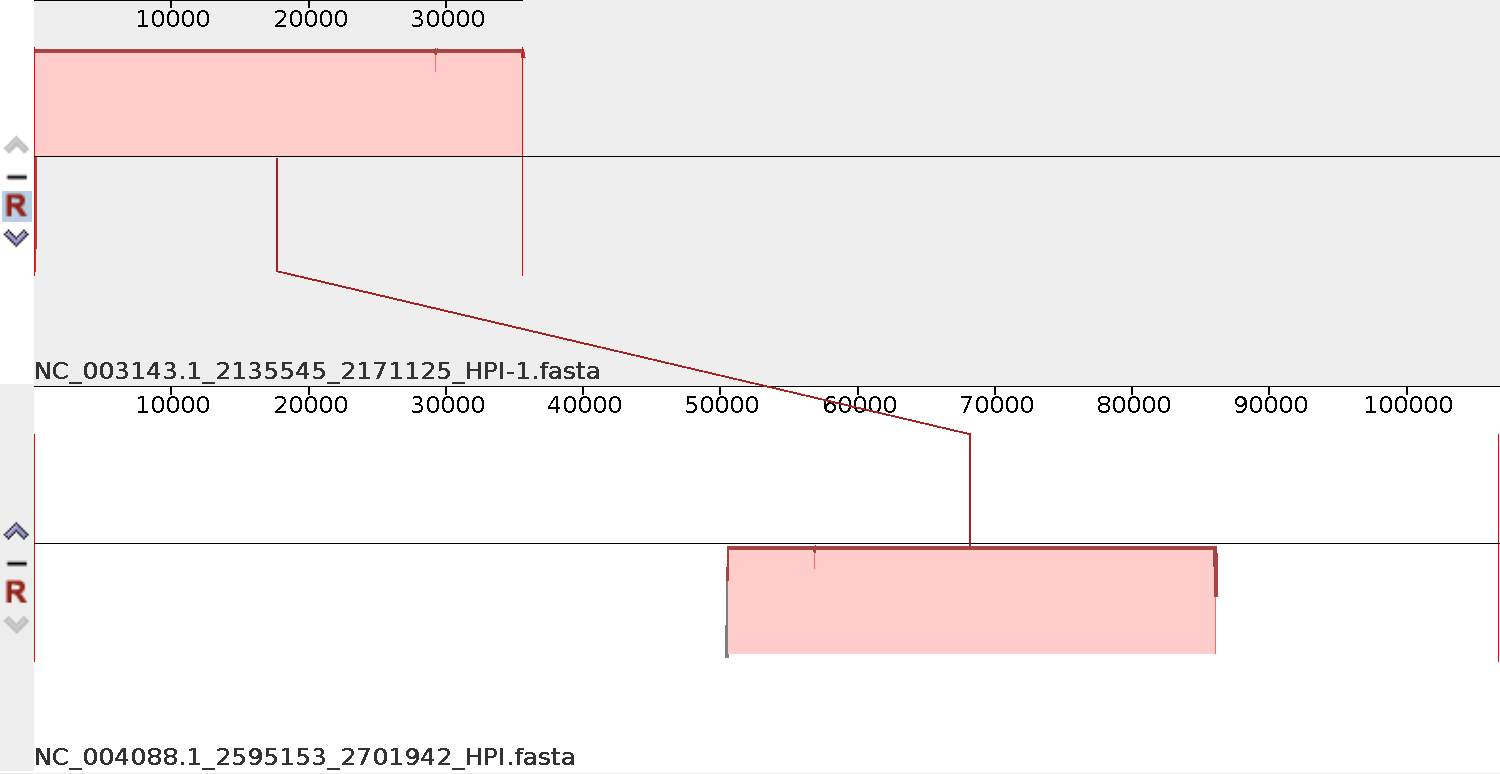 10000 20000 30000
R
NC_003143.1_2135545_2171125_HPI-1.fasta
10000 20000 30000 40000 50000 60000 70000 80000 90000 100000
R
NC_004088.1_2595153_2701942_HPI.fasta